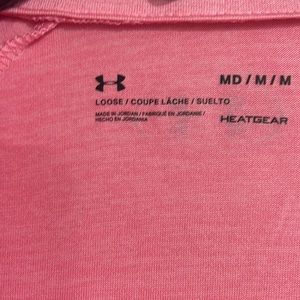 MD / M / M
LOOSE / COUPE LÂCHE / SUELTO
MADE IN JORDAN / FABRIQUÉ EN JORDANIE /
HECHO EN JORDANIA
HEATGEAR